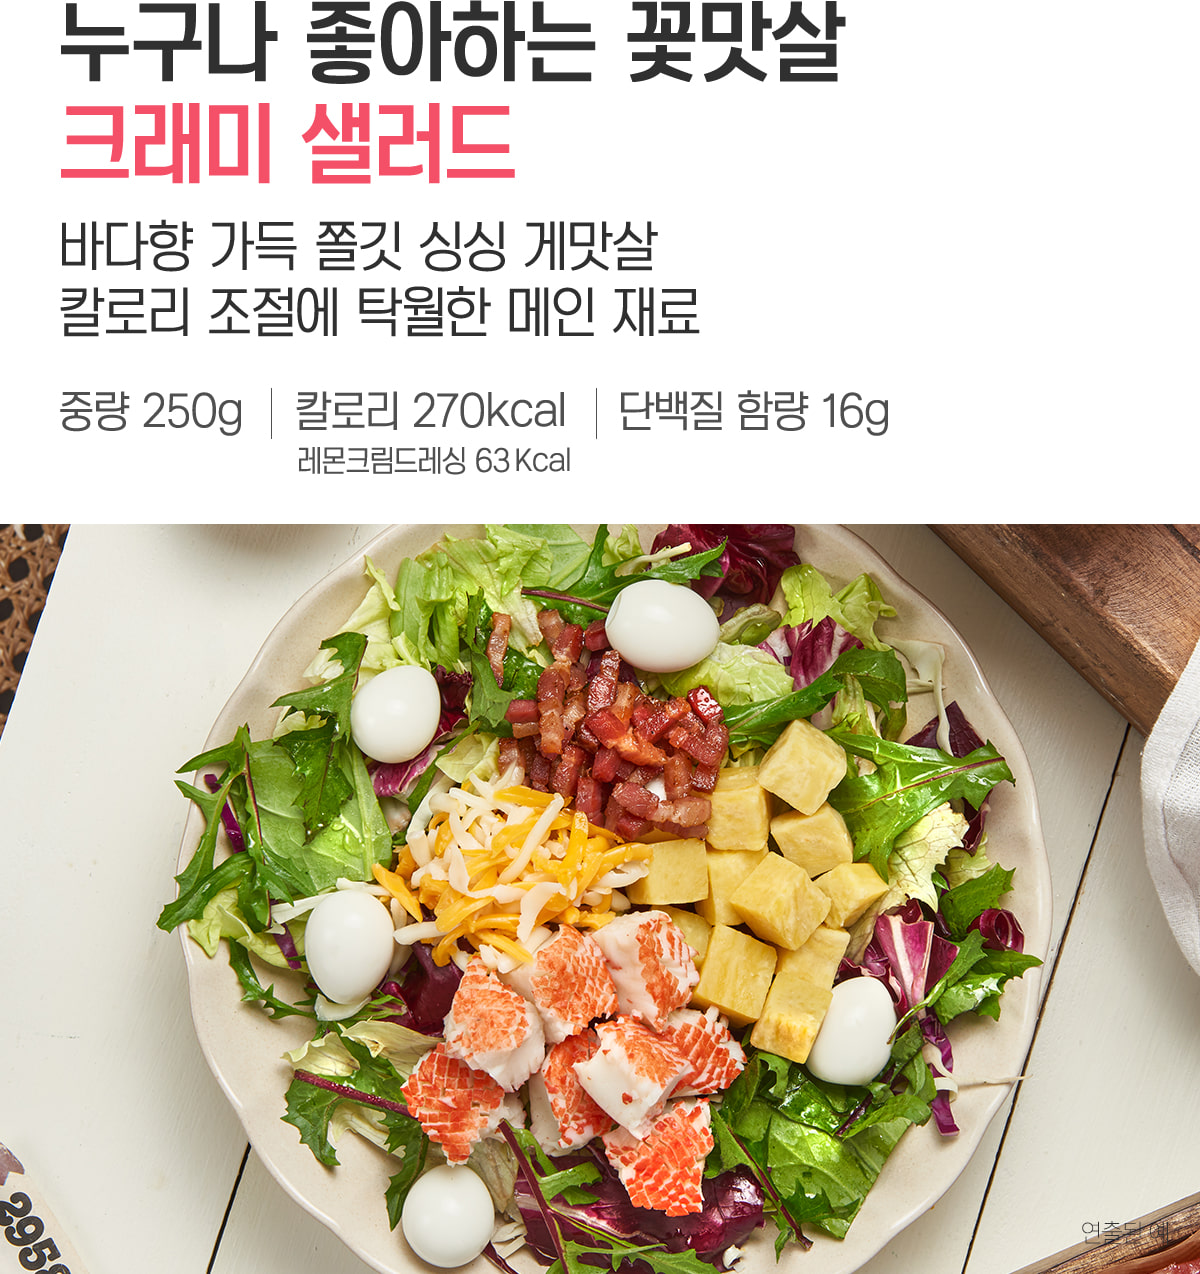 누구나 좋아하는 꽃맛살
크래미 샐러드
바다향 가득 쫄깃 싱싱 게맛살
칼로리 조절에 탁월한 메인 재료
중량 250g | 칼로리 270kcal | 단백질 함량 16g
레몬크림드레싱 63Kcal
연출된 예